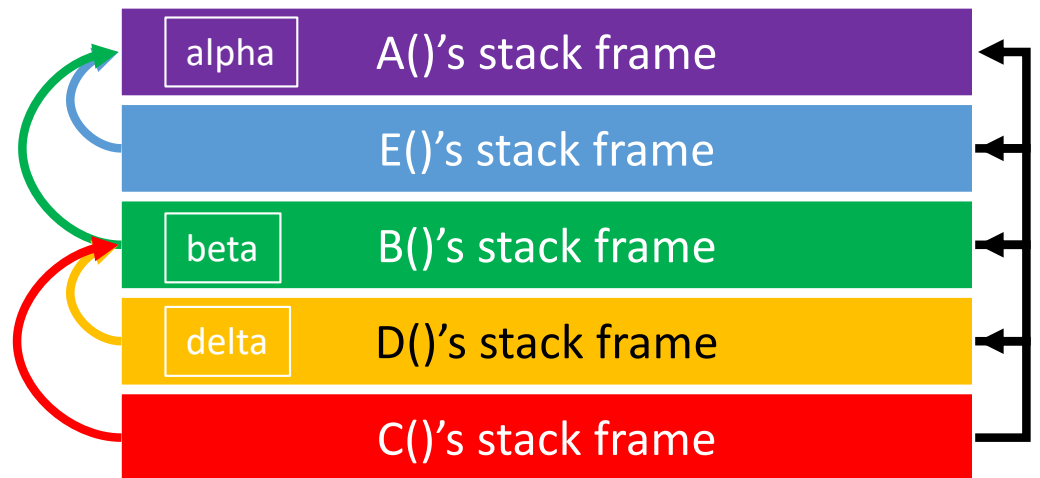 alpha A()’s stack frame
E()’s stack frame
beta B()’s stack frame
delta D()’s stack frame
C()’s stack frame